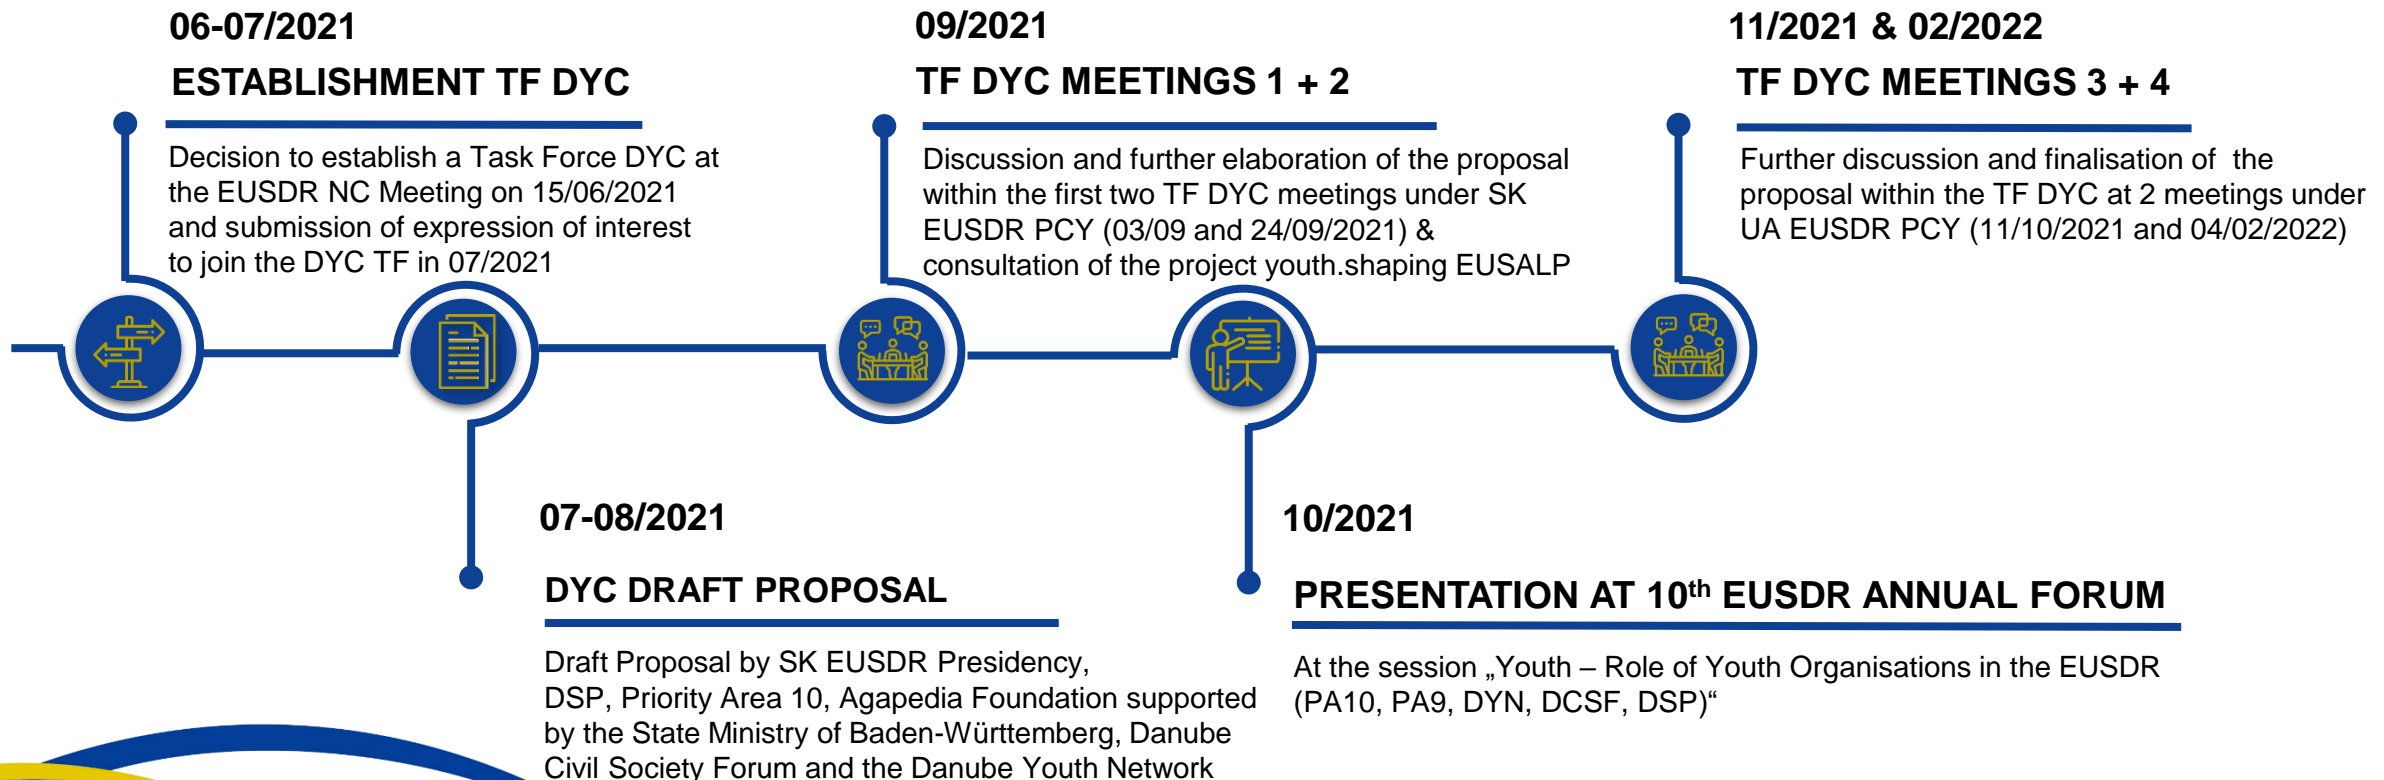 06-07/2021
ESTABLISHMENT TF DYC
Decision to establish a Task Force DYC at
the EUSDR NC Meeting on 15/06/2021
and submission of expression of interest
to join the DYC TF in 07/2021
09/2021
TF DYC MEETINGS 1 + 2
Discussion and further elaboration of the proposal
within the first two TF DYC meetings under SK
EUSDR PCY (03/09 and 24/09/2021) &
consultation of the project youth.shaping EUSALP
11/2021 & 02/2022
TF DYC MEETINGS 3 + 4
Further discussion and finalisation of  the
proposal within the TF DYC at 2 meetings under
UA EUSDR PCY (11/10/2021 and 04/02/2022)
07-08/2021
DYC DRAFT PROPOSAL
Draft Proposal by SK EUSDR Presidency,
DSP, Priority Area 10, Agapedia Foundation supported
by the State Ministry of Baden-Württemberg, Danube
Civil Society Forum and the Danube Youth Network
10/2021
PRESENTATION AT 10th EUSDR ANNUAL FORUM
At the session „Youth – Role of Youth Organisations in the EUSDR
(PA10, PA9, DYN, DCSF, DSP)“